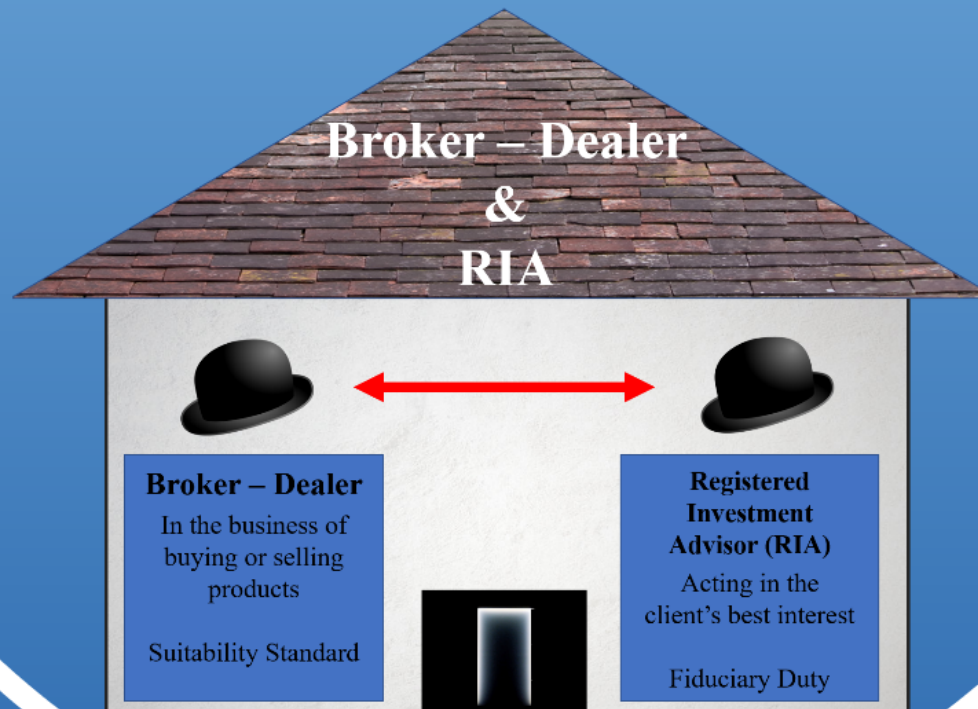 Broker – Dealer
&
RIA
Broker – Dealer
In the business of
buying or selling
products
Suitability Standard
Registered
Investment
Advisor (RIA)
Acting in the
client's best interest
Fiduciary Duty